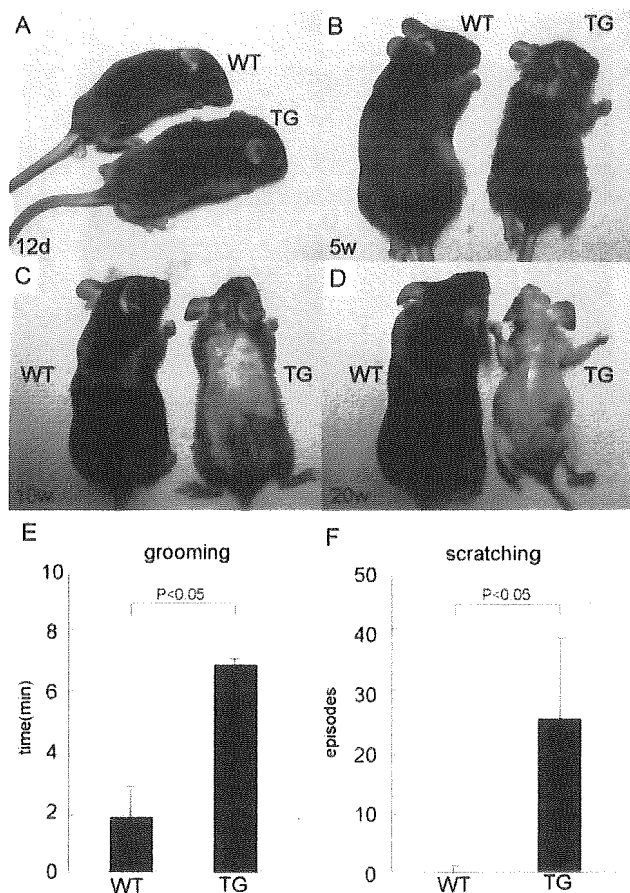 A
WT
TG
12d
B
WT
TG
5w
C
WT
TG
10w
D
WT
TG
20w
E
grooming
10
8
6
4
2
0
time(min)
P<0.05
WT
TG
F
scratching
50
40
30
20
10
0
episodes
P<0.05
WT
TG